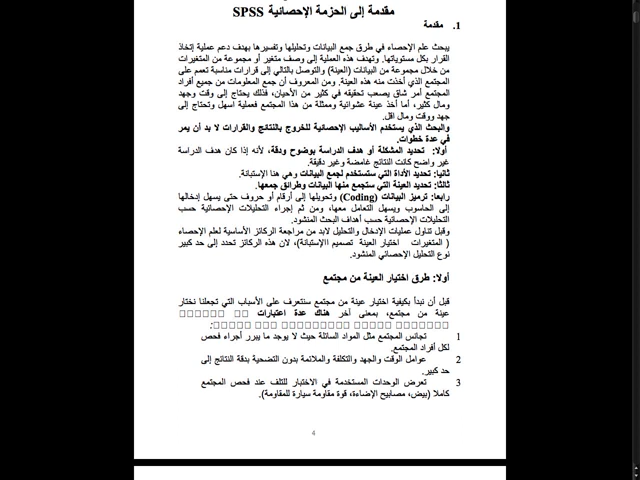 مقدمة إلى الحزمة الإحصائية SPSS
1. مقدمة
يبحث علم الإحصاء في طرق جمع البيانات وتحليلها وتفسيرها بهدف دعم عملية إتخاذ
القرار بكل مستوياتها. وتهدف هذه العملية إلى وصف متغير أو مجموعة من المتغيرات
من خلال مجموعة من البيانات (العينة) والتوصل بالتالي إلى قرارات مناسبة تعمم على
المجتمع الذي أخذت منه هذه العينة. ومن المعروف أن جمع المعلومات من جميع أفراد
المجتمع أمر شاق يصعب تحقيقه في كثير من الأحيان، فذلك يحتاج إلى وقت وجهد
ومال كثير، أما أخذ عينة عشوائية وممثلة من هذا المجتمع فعملية اسهل وتحتاج إلى
جهد ووقت ومال اقل.
والبحث الذي يستخدم الأساليب الإحصائية للخروج بالنتائج والقرارات لا بد أن يمر
في عدة خطوات.
أولا: تحديد المشكلة أو هدف الدراسة بوضوح ودقة، لأنه إذا كان هدف الدراسة
غير واضح كانت النتائج غامضة وغير دقيقة.
ثانيا: تحديد الأداة التي ستستخدم لجمع البيانات وهي هنا الإستبانة.
ثالثا: تحديد العينة التي ستجمع منها البيانات وطرائق جمعها.
رابعا: ترميز البيانات (Coding) وتحويلها إلى أرقام أو حروف حتى يسهل إدخالها
إلى الحاسوب ويسهل التعامل معها، ومن ثم إجراء التحليلات الإحصائية حسب
التحليلات الإحصائية حسب أهداف البحث المنشود.
وقبل تناول عمليات الإدخال والتحليل لابد من مراجعة الركائز الأساسية لعلم الإحصاء
( المتغيرات اختيار العينة تصميم الاستبانة)، لان هذه الركائز تحدد إلى حد كبير
نوع التحليل الإحصائي المنشود.
أولا: طرق اختيار العينة من مجتمع
قبل أن نبدأ بكيفية اختيار عينة من مجتمع سنتعرف على الأسباب التي تجعلنا نختار
عينة من مجتمع، بمعنى آخر هناك عدة اعتبارات
1 تجانس المجتمع مثل المواد السائلة حيث لا يوجد ما يبرر أجراء فحص
لكل أفراد المجتمع.
2 عوامل الوقت والجهد والتكلفة والملائمة بدون التضحية بدقة النتائج إلى
حد كبير.
3 تعرض الوحدات المستخدمة في الاختبار للتلف عند فحص المجتمع
كاملا (بيض، مصابيح الإضاءة، قوة مقاومة سيارة للمقاومة).
4